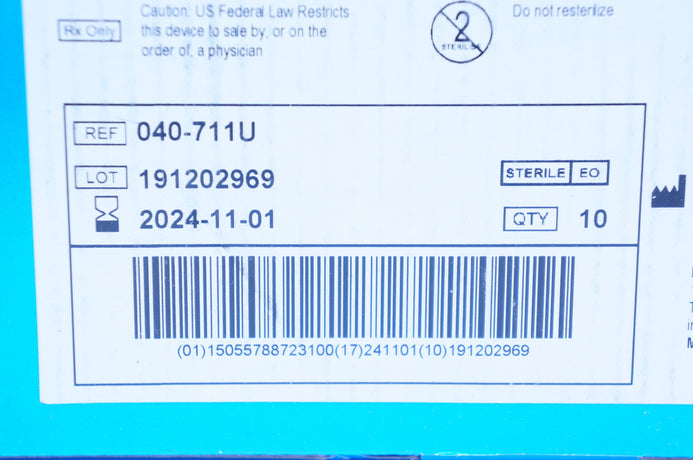 Caution: US Federal Law Restricts
Rx Only this device to sale by, or on the
order of, a physician
2
STERILISE
Do not resterilize
REF 040-711U
LOT 191202969
STERILE EO
2024-11-01
QTY 10
(01)15055788723100(17)241101(10)191202969